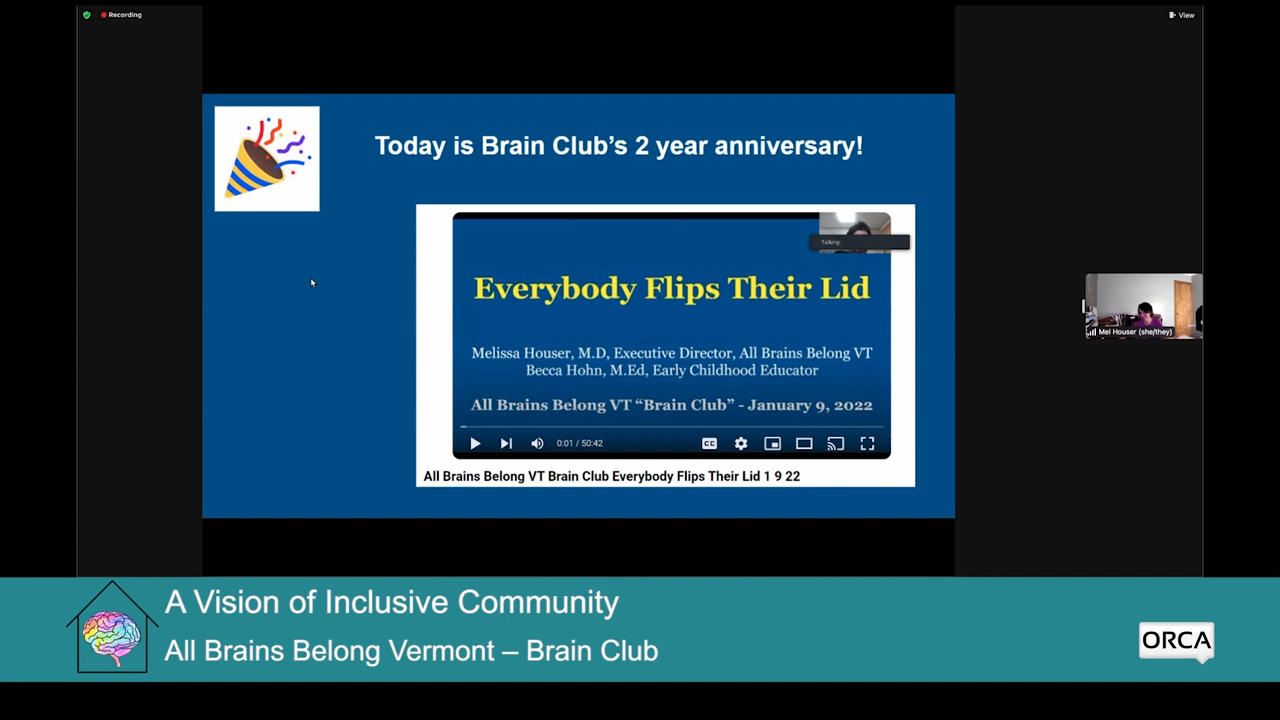 Recording
View
Today is Brain Club's 2 year anniversary!
Talking:
Everybody Flips Their Lid
Melissa Houser, M.D, Executive Director, All Brains Belong VT
Becca Hohn, M.Ed, Early Childhood Educator
All Brains Belong VT “Brain Club” - January 9, 2022
0:01 / 50:42
CC
All Brains Belong VT Brain Club Everybody Flips Their Lid 1 9 22
Mel Houser (she/they)
A Vision of Inclusive Community
All Brains Belong Vermont – Brain Club
ORCA